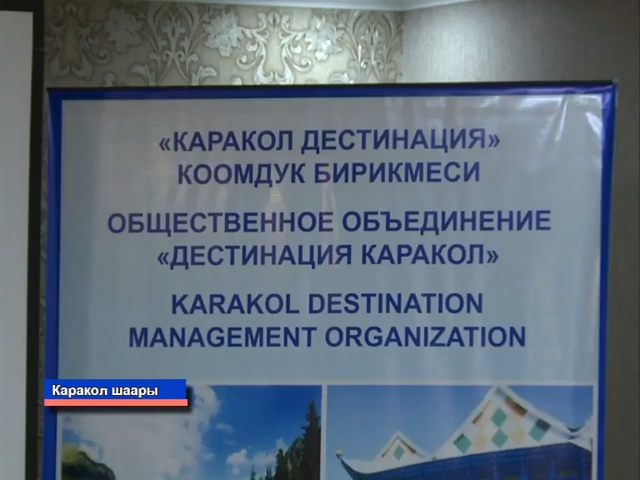 «КАРАКОЛ ДЕСТИНАЦИЯ»
КООМДУК БИРИКМЕСИ
ОБЩЕСТВЕННОЕ ОБЪЕДИНЕНИЕ
«ДЕСТИНАЦИЯ КАРАКОЛ»
KARAKOL DESTINATION
MANAGEMENT ORGANIZATION
Каракол шаары